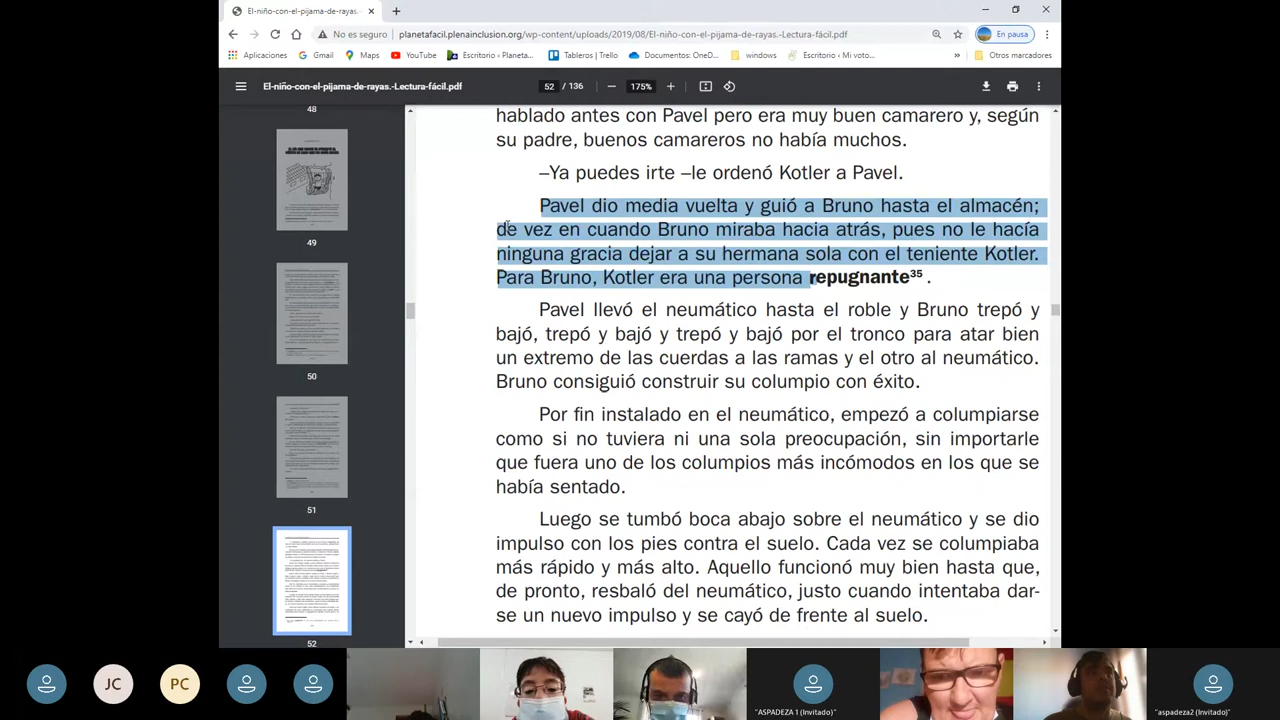 El-niño-con-el-pijama-de-rayas.-
No es seguro
planetafacil.plenainclusion.org/wp-content/uploads/2019/08/El-niño-con-el-pijama-de-rayas.-Lectura-fácil.pdf
En pausa
Aplicaciones Gmail YouTube Escritorio < Planeta... Tableros | Trello Documentos: OneD... windows Escritorio ‹ Mi voto... » Otros marcadores
El-niño-con-el-pijama-de-rayas.-Lectura-fácil.pdf 52 / 136 175%
48
49
50
51
52
hablado antes con Pavel pero era muy buen camarero y, según
su padre, buenos camareros no había muchos.
–Ya puedes irte –le ordenó Kotler a Pavel.
Pavel dio media vuelta y guió a Bruno hasta el almacén;
de vez en cuando Bruno miraba hacia atrás, pues no le hacía
ninguna gracia dejar a su hermana sola con el teniente Kotler.
Para Bruno, Kotler era una persona repugnante35.
Pavel llevó el neumático hasta el roble y Bruno trepó y
bajó, trepó y bajó y trepó y bajó por el tronco para atar bien
un extremo de las cuerdas a las ramas y el otro al neumático.
Bruno consiguió construir su columpio con éxito.
Por fin instalado en el neumático, empezó a columpiarse
como si no tuviera ni una sola preocupación, sin importarle
que fuera uno de los columpios más incómodos en los que se
había sentado.
Luego se tumbó boca abajo sobre el neumático y se dio
impulso con los pies contra el suelo. Cada vez se columpiaba
más rápido y más alto. Aquello funcionó muy bien hasta que,
de pronto, resbaló del neumático, justo cuando intentaba dar-
se un nuevo impulso y se cayó de frente al suelo.
JC
PC
"ASPADEZA 1 (Invitado)"
"aspadeza2 (Invitado)"